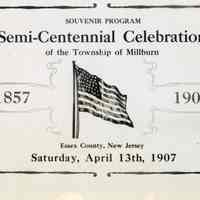 SOUVENIR PROGRAM
Semi-Centennial Celebration
of the Township of Millburn
1857
190
Essex County, New Jersey
Saturday, April 13th, 1907